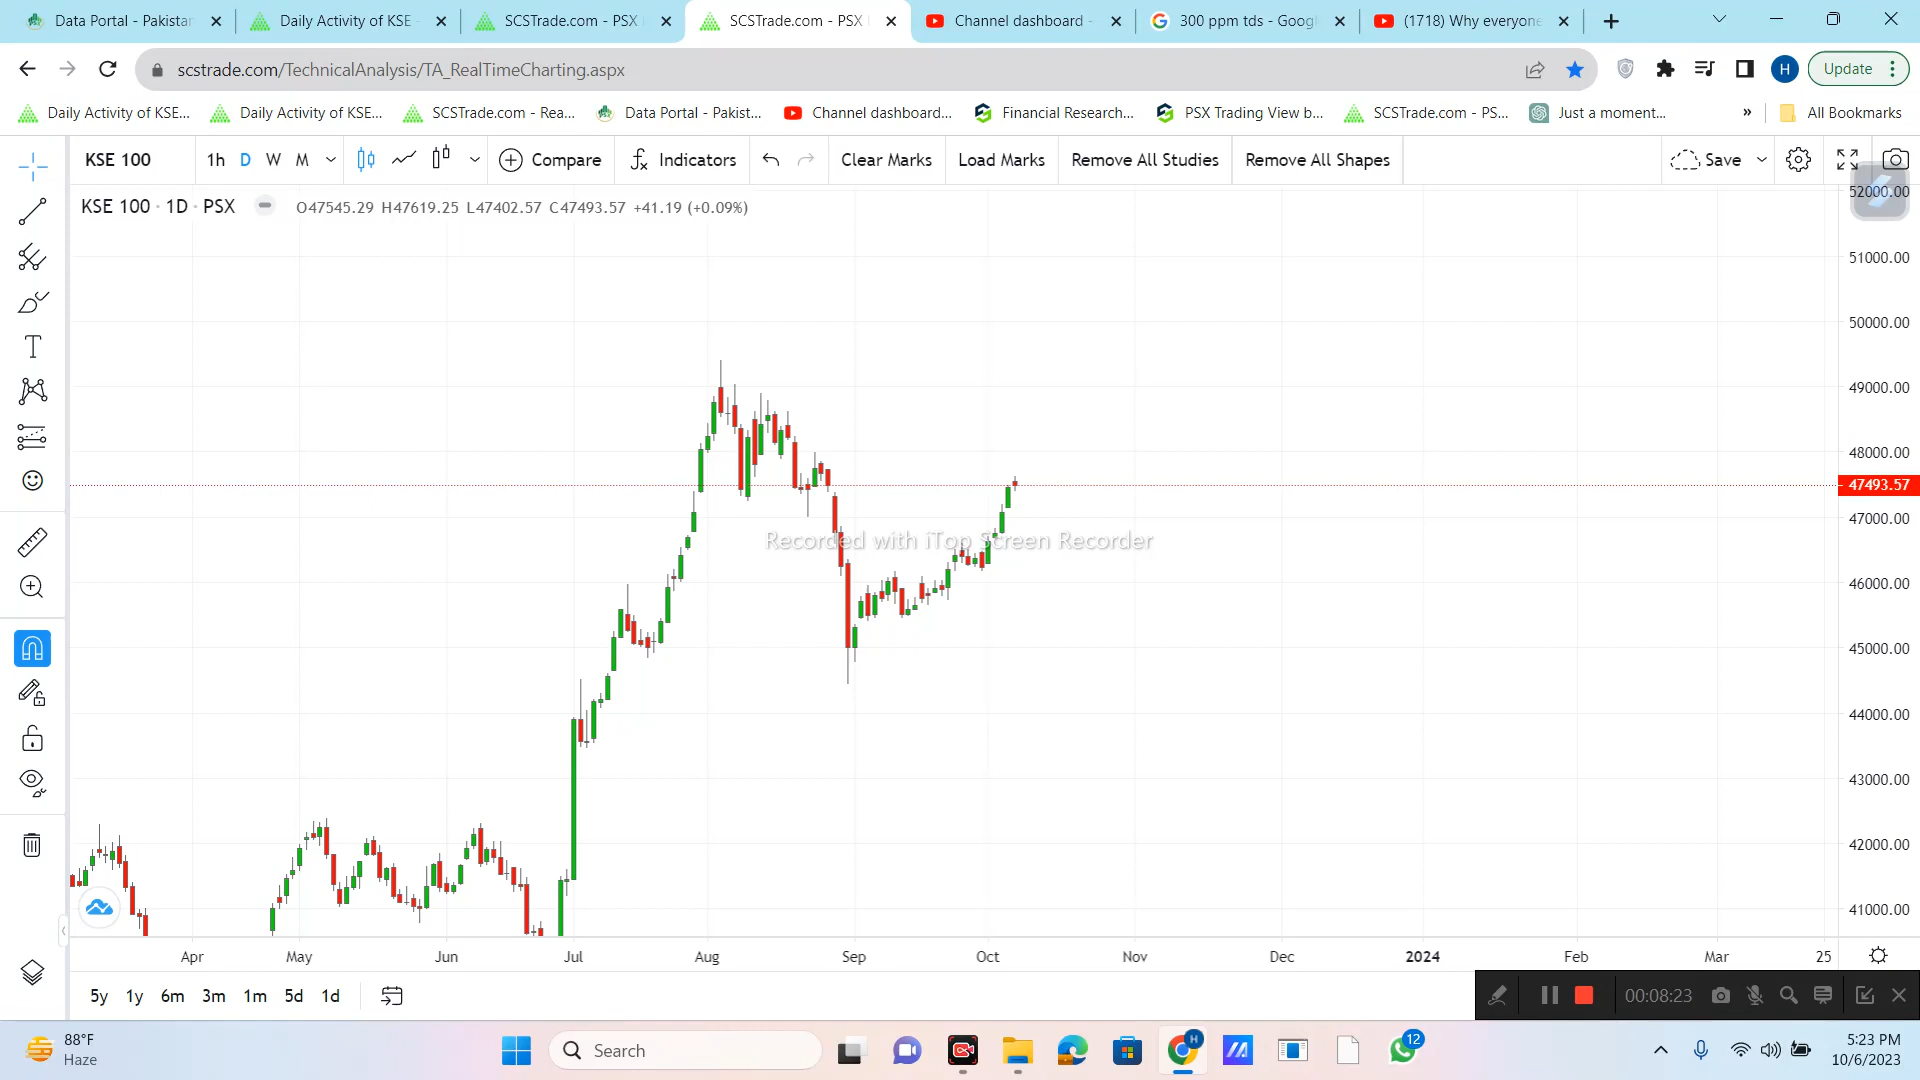 Data Portal - Pakistan
Daily Activity of KSE -
SCSTrade.com - PSX
SCSTrade.com - PSX
Channel dashboard -
300 ppm tds - Googl
(1718) Why everyone
scstrade.com/TechnicalAnalysis/TA_RealTimeCharting.aspx
H
Update
Daily Activity of KSE...
Daily Activity of KSE...
SCSTrade.com - Rea...
Data Portal - Pakist...
Channel dashboard...
Financial Research...
PSX Trading View b...
SCSTrade.com - PS...
Just a moment...
»
All Bookmarks
KSE 100
1h D W M
Compare
Indicators
Clear Marks
Load Marks
Remove All Studies
Remove All Shapes
Save
KSE 100 · 1D · PSX
O47545.29 H47619.25 L47402.57 C47493.57 +41.19 (+0.09%)
52000.00
51000.00
50000.00
49000.00
48000.00
47493.57
47000.00
46000.00
45000.00
44000.00
43000.00
42000.00
41000.00
Recorded with iTop Screen Recorder
Apr May Jun Jul Aug Sep Oct Nov Dec 2024 Feb Mar 25
5y 1y 6m 3m 1m 5d 1d
00:08:23
88°F
Haze
Search
H
12
5:23 PM
10/6/2023